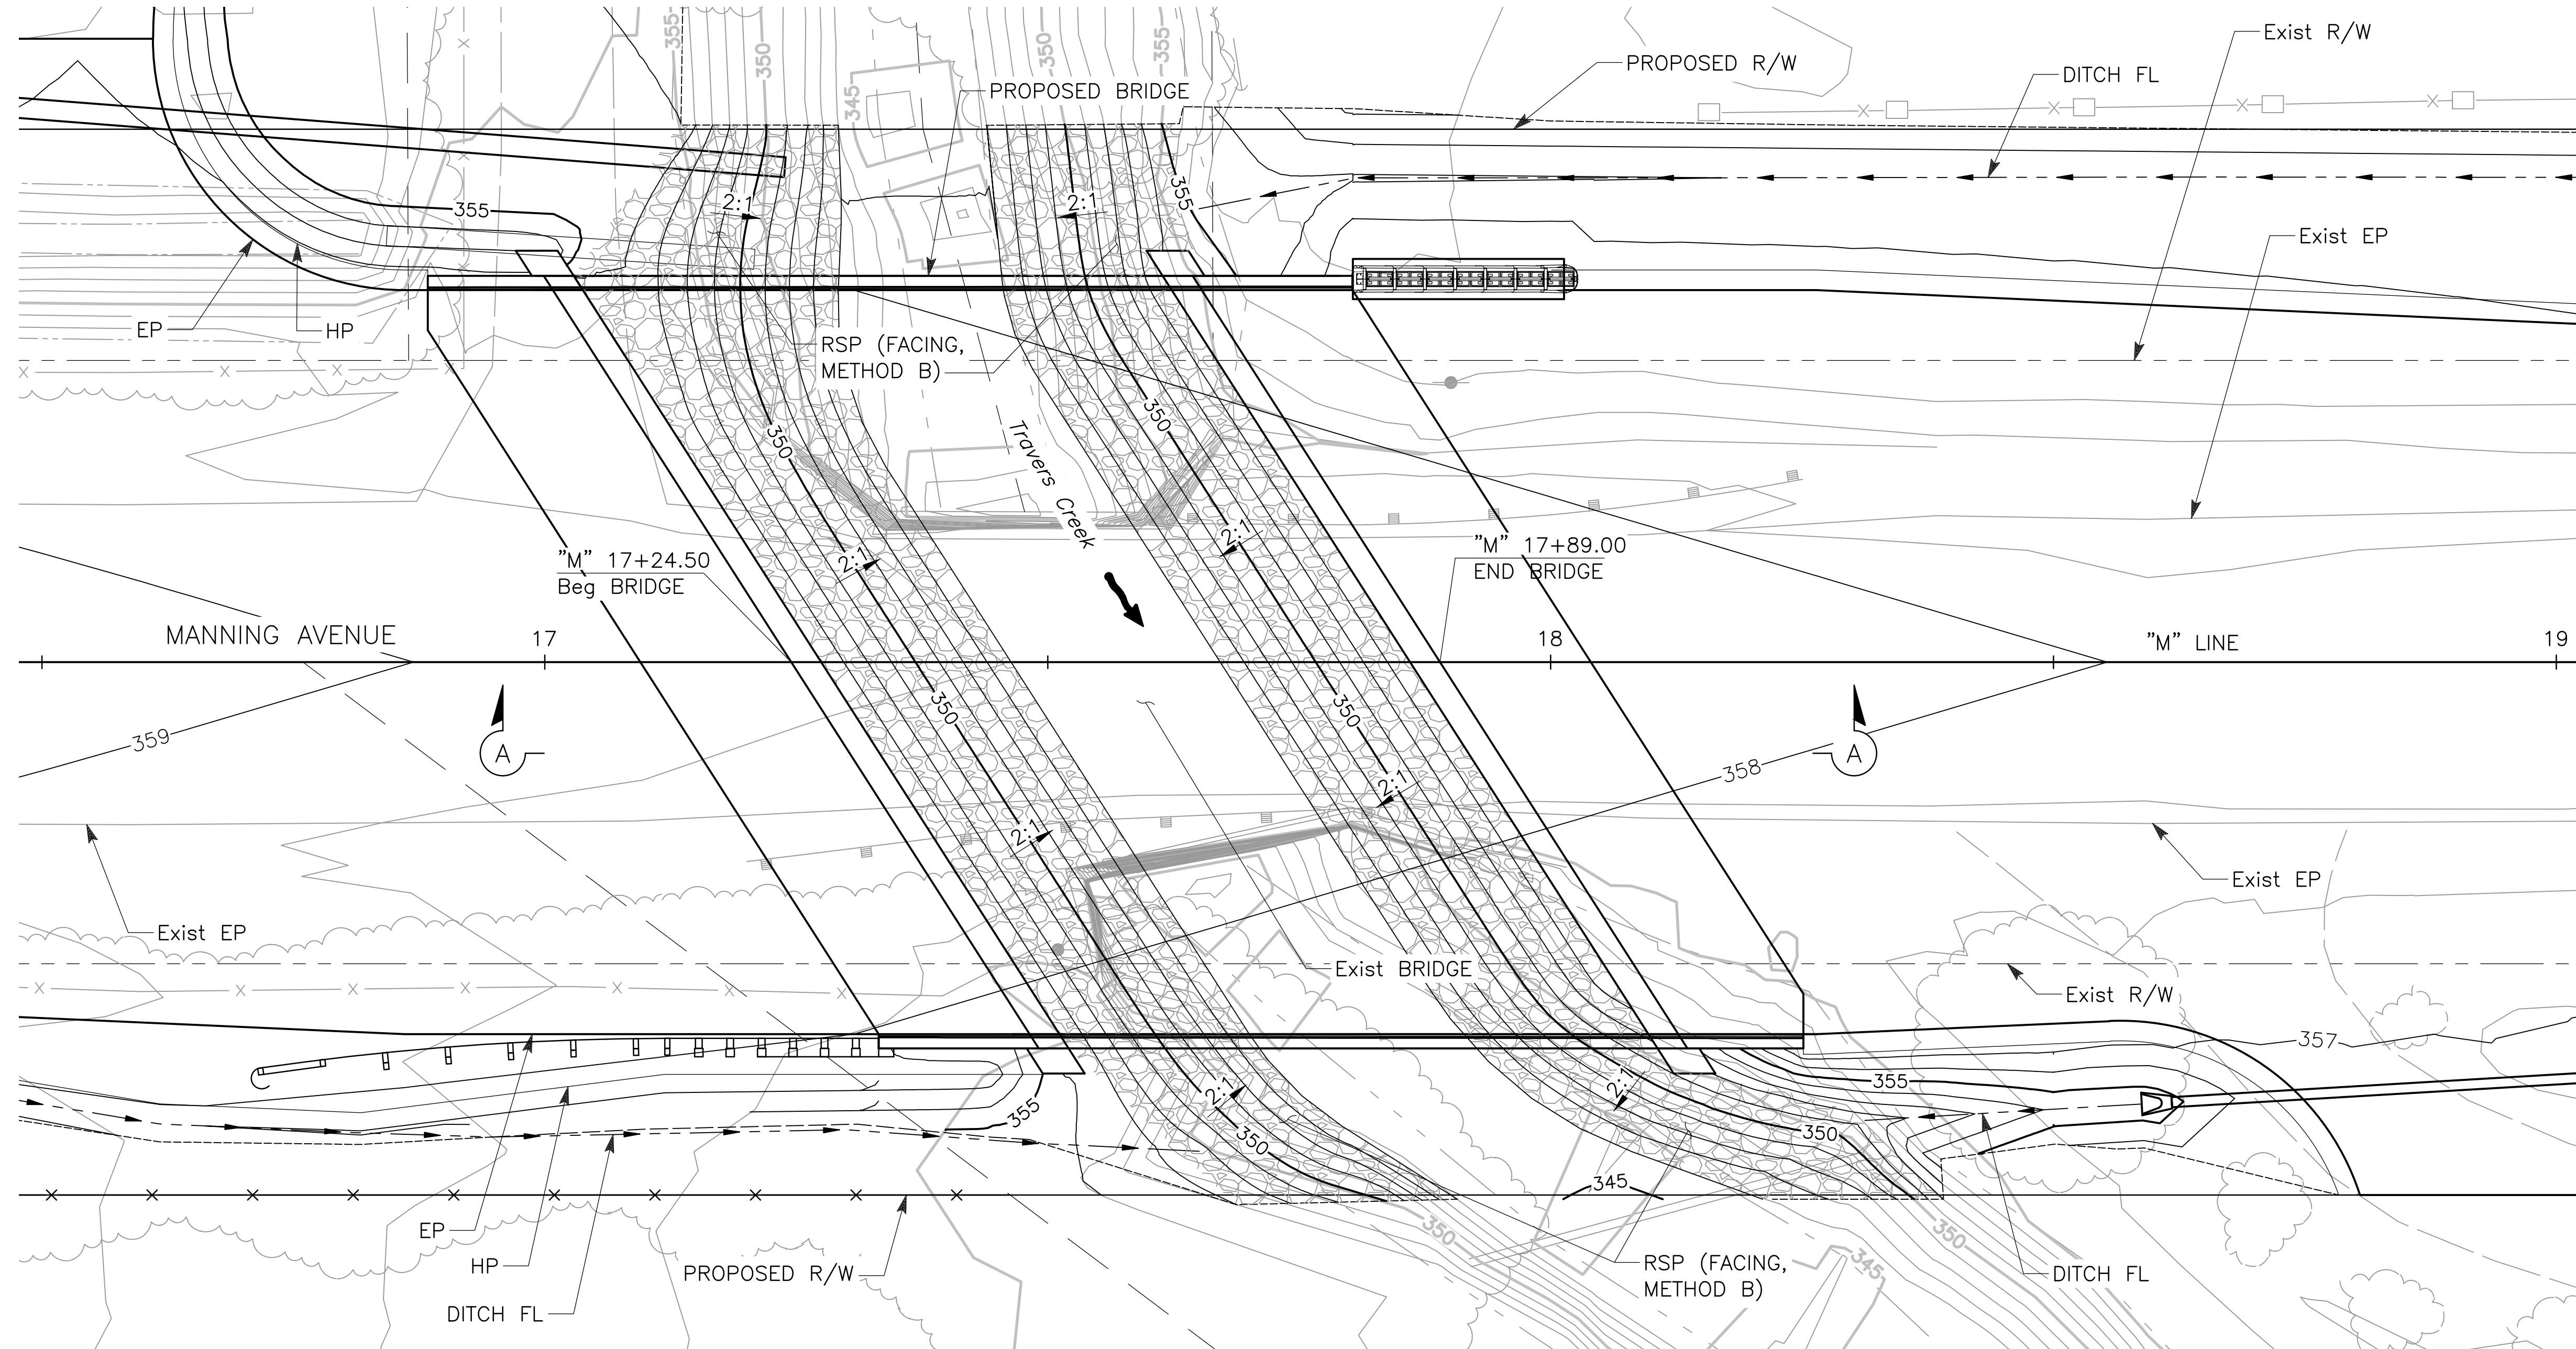 355
350
350
355
345
Exist R/W
PROPOSED R/W
DITCH FL
PROPOSED BRIDGE
355
355
2:1
2:1
Exist EP
EP
HP
RSP (FACING,
METHOD B)
350
350
Travers Creek
2:1
2:1
"M" 17+24.50
Beg BRIDGE
"M" 17+89.00
END BRIDGE
MANNING AVENUE
17
18
"M" LINE
19
350
350
359
A
A
358
2:1
2:1
Exist EP
Exist EP
Exist BRIDGE
Exist R/W
357
355
355
2:1
2:1
350
350
345
EP
HP
DITCH FL
PROPOSED R/W
350
350
345
RSP (FACING,
METHOD B)
DITCH FL